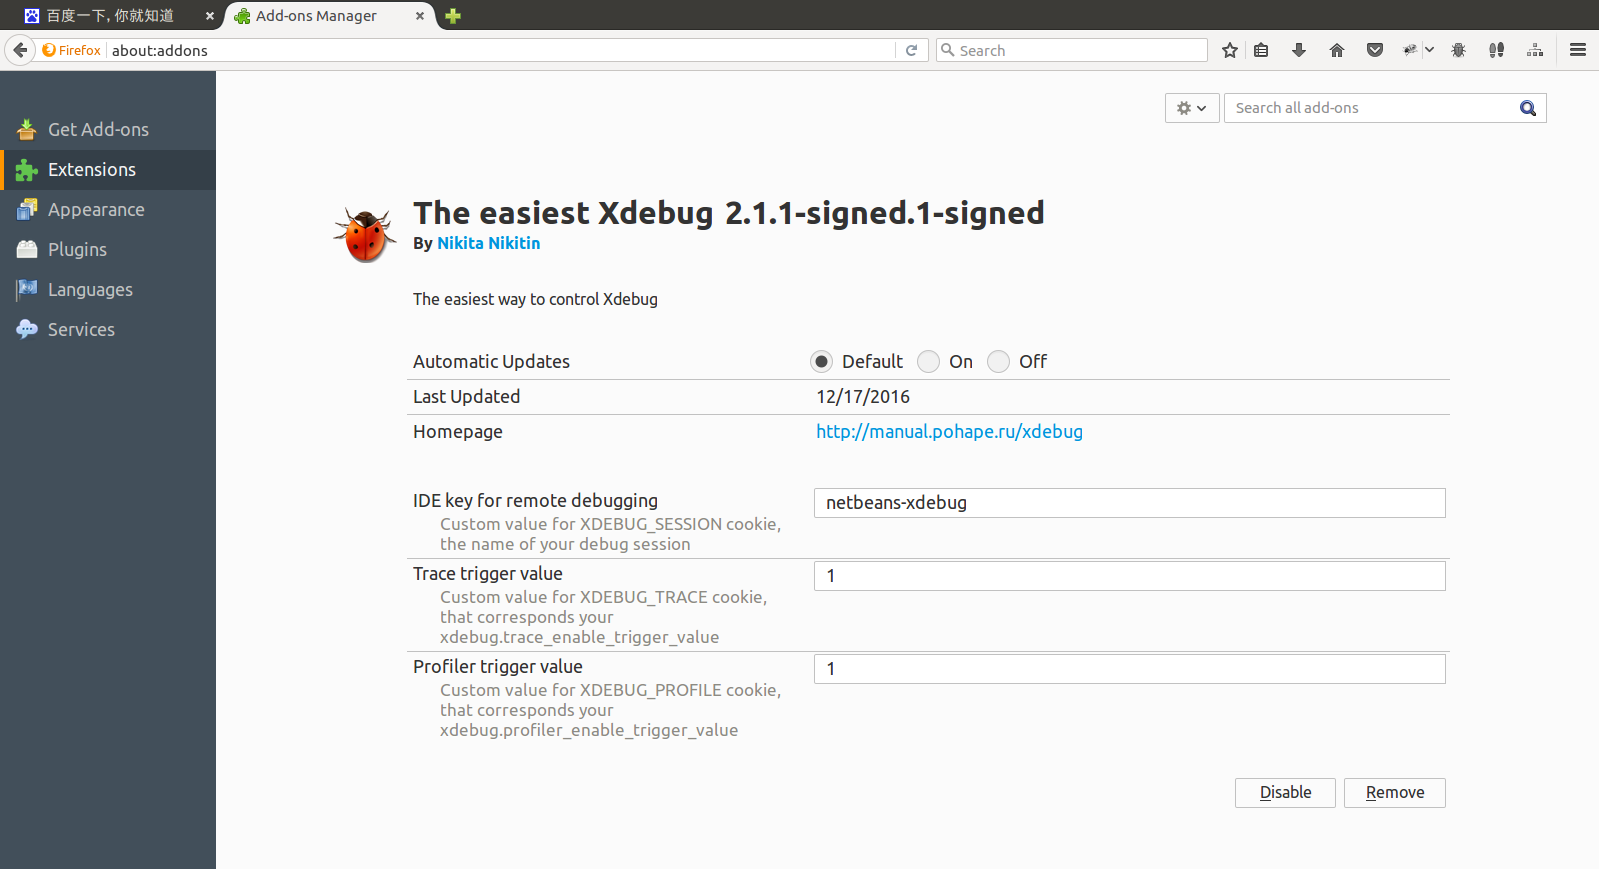 百度一下, 你就知道
Add-ons Manager
Firefox
about:addons
Search
Search all add-ons
Get Add-ons
Extensions
Appearance
Plugins
Languages
Services
The easiest Xdebug 2.1.1-signed.1-signed
By Nikita Nikitin
The easiest way to control Xdebug
Automatic Updates Default On Off
Last Updated 12/17/2016
Homepage http://manual.pohape.ru/xdebug
IDE key for remote debugging netbeans-xdebug
Custom value for XDEBUG_SESSION cookie,
the name of your debug session
Trace trigger value 1
Custom value for XDEBUG_TRACE cookie,
that corresponds your
xdebug.trace_enable_trigger_value
Profiler trigger value 1
Custom value for XDEBUG_PROFILE cookie,
that corresponds your
xdebug.profiler_enable_trigger_value
Disable Remove